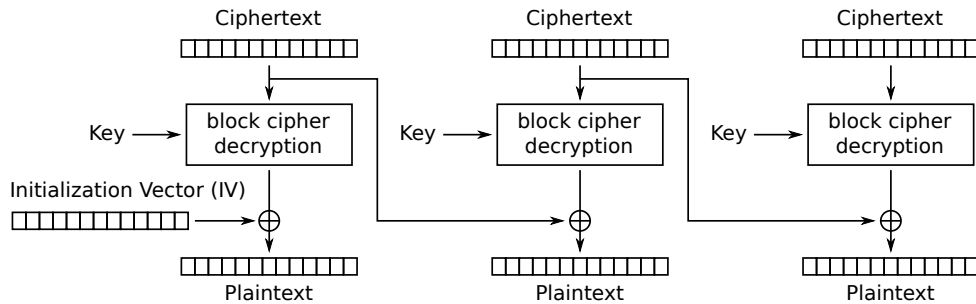 Ciphertext
Ciphertext
Ciphertext
Key
block cipher
decryption
Key
block cipher
decryption
Key
block cipher
decryption
Initialization Vector (IV)
Plaintext
Plaintext
Plaintext